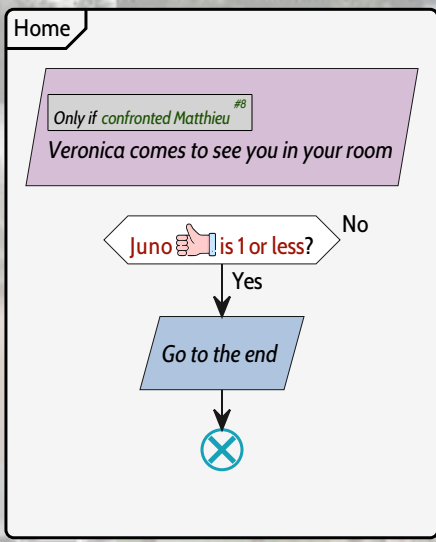 Home
#8
Only if confronted Matthieu
Veronica comes to see you in your room
Juno is 1 or less?
No
Yes
Go to the end